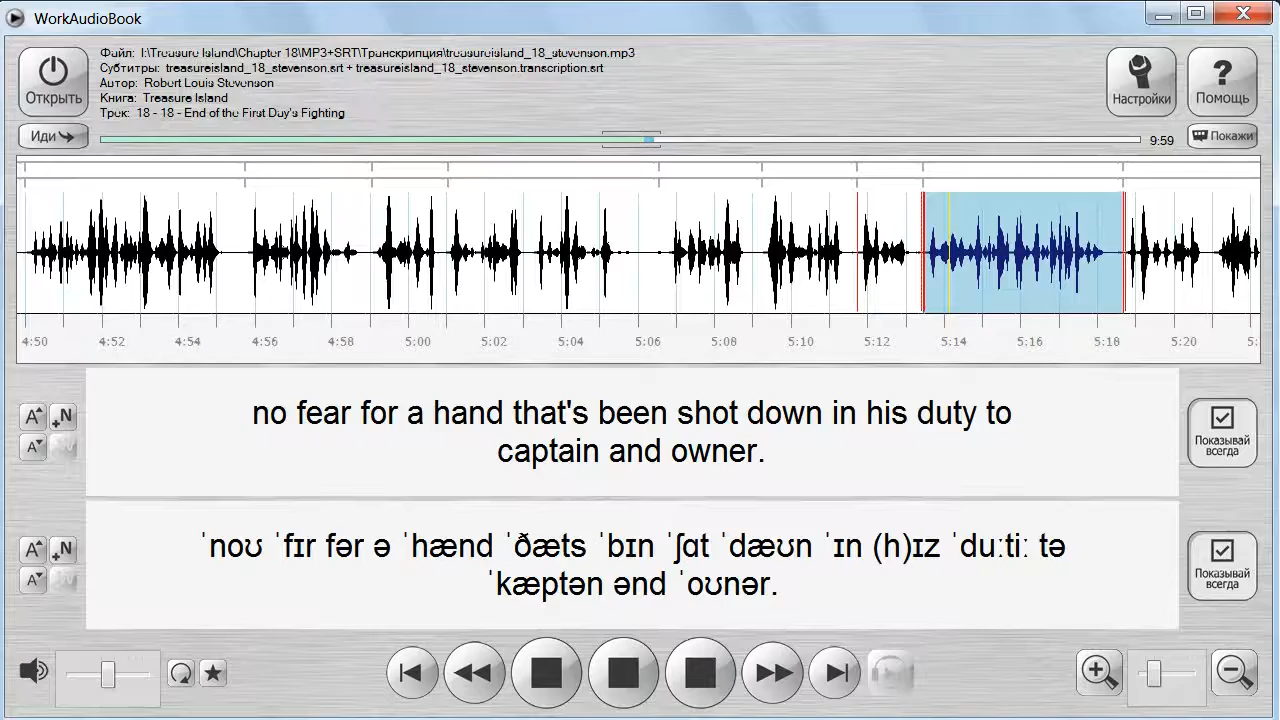 WorkAudioBook
Открыть
Файл: I:\Treasure Island\Chapter 18\MP3+SRT\Транскрипция\treasureisland_18_stevenson.mp3
Субтитры: treasureisland_18_stevenson.srt + treasureisland_18_stevenson.transcription.srt
Автор: Robert Louis Stevenson
Книга: Treasure Island
Трек: 18 - 18 - End of the First Day's Fighting
Настройки
? Помощь
Иди
9:59
Покажи
4:50 4:52 4:54 4:56 4:58 5:00 5:02 5:04 5:06 5:08 5:10 5:12 5:14 5:16 5:18 5:20 5:
A N
A
no fear for a hand that's been shot down in his duty to
captain and owner.
Показывай
всегда
A N
A
ˈnoʊ ˈfɪr fər ə ˈhænd ˈðæts ˈbɪn ˈʃɑt ˈdæʊn ˈɪn (h)ɪz ˈduːtiː tə
ˈkæptən ənd ˈoʊnər.
Показывай
всегда